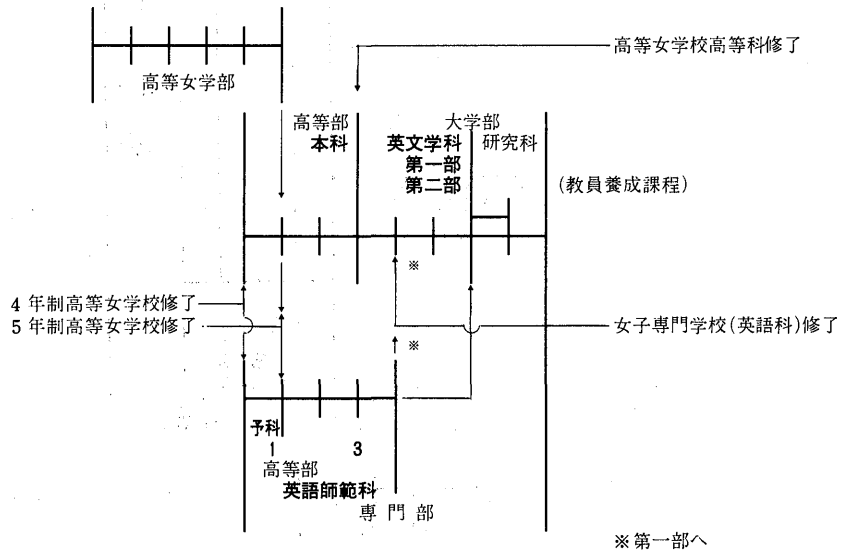 高等女学部
高等女学校高等科修了
高等部
本科
大学部
英文学科
第一部
第二部
研究科
(教員養成課程)
※
4年制高等女学校修了
5年制高等女学校修了
女子専門学校(英語科)修了
※
予科
1
3
高等部
英語師範科
専門部
※第一部へ